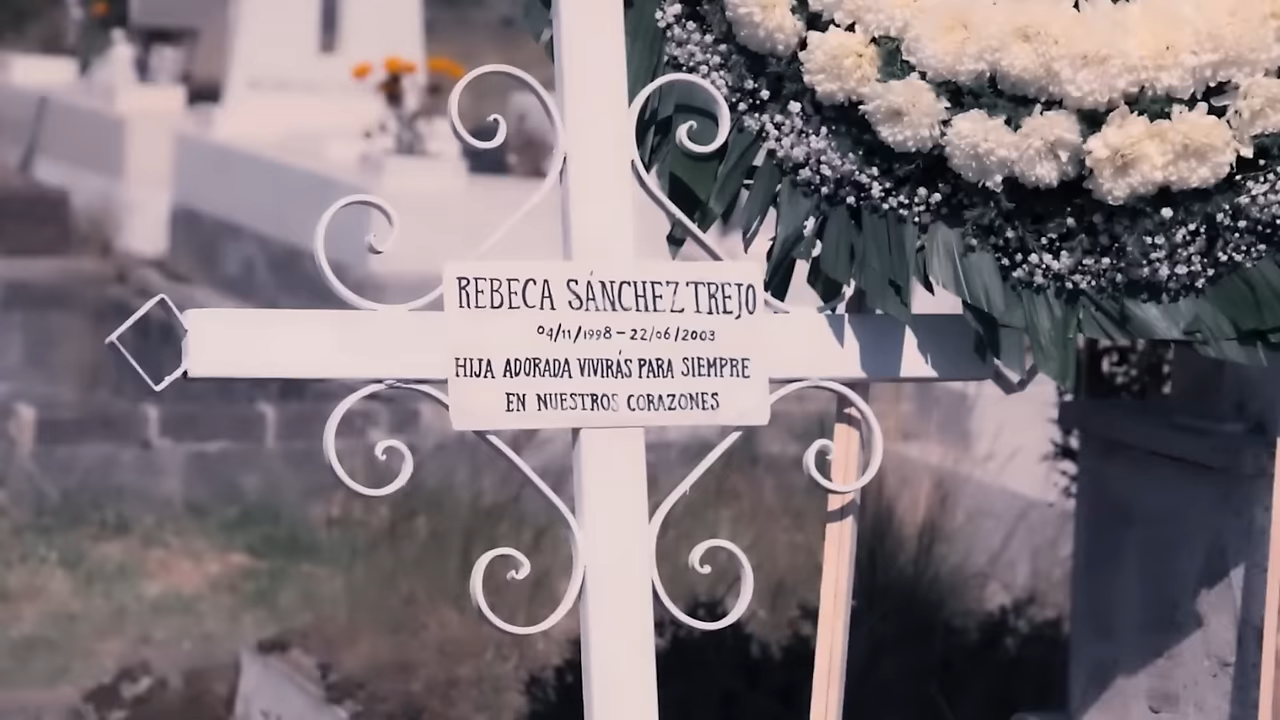 REBECA SÁNCHEZ TREJO
04/11/1998 - 22/06/2003
HIJA ADORADA VIVIRÁS PARA SIEMPRE
EN NUESTROS CORAZONES